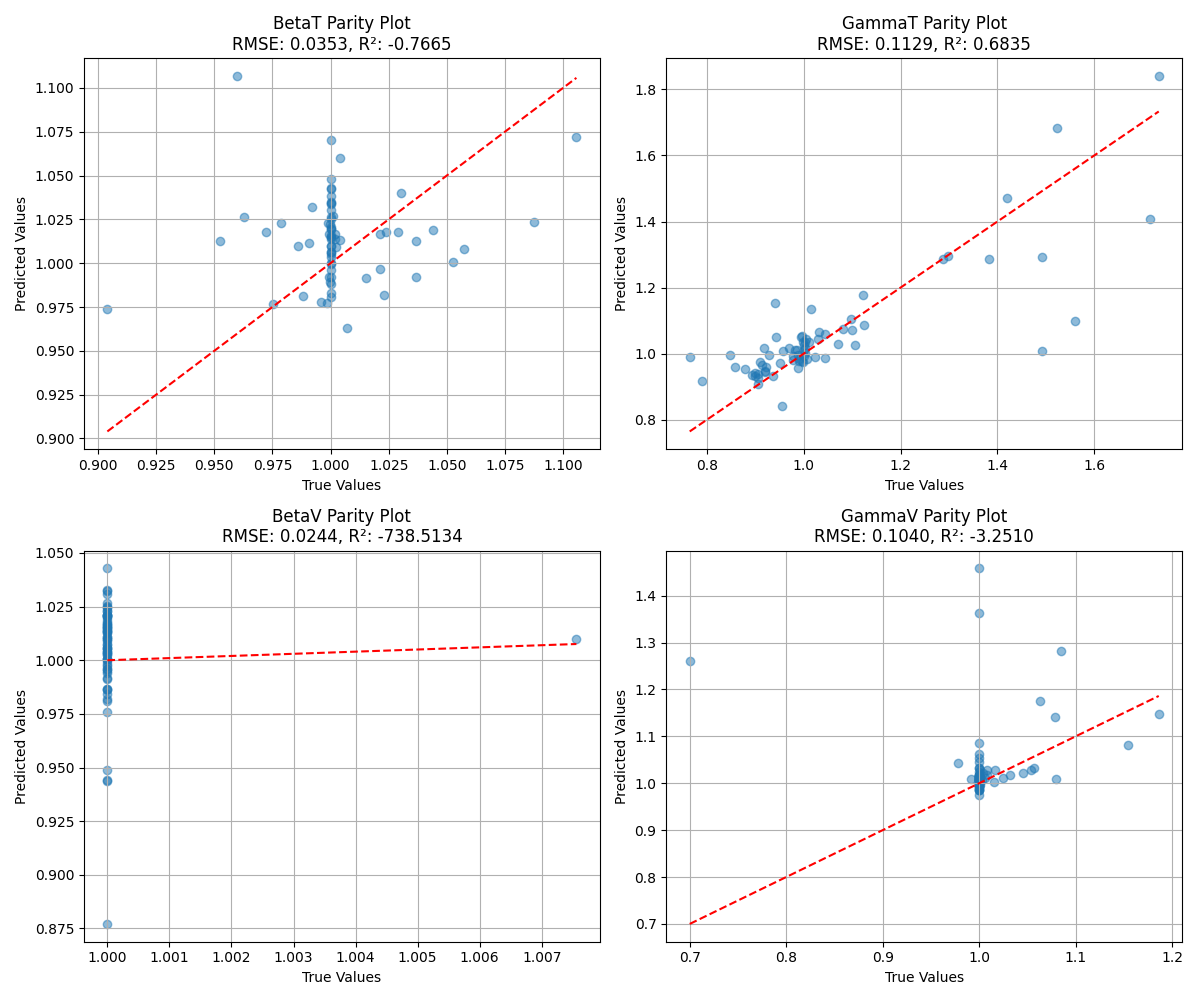 BetaT Parity Plot
RMSE: 0.0353, R²: -0.7665
1.100
1.075
1.050
1.025
1.000
0.975
0.950
0.925
0.900
Predicted Values
0.900 0.925 0.950 0.975 1.000 1.025 1.050 1.075 1.100
True Values
GammaT Parity Plot
RMSE: 0.1129, R²: 0.6835
1.8
1.6
1.4
1.2
1.0
0.8
Predicted Values
0.8 1.0 1.2 1.4 1.6
True Values
BetaV Parity Plot
RMSE: 0.0244, R²: -738.5134
1.050
1.025
1.000
0.975
0.950
0.925
0.900
0.875
Predicted Values
1.000 1.001 1.002 1.003 1.004 1.005 1.006 1.007
True Values
GammaV Parity Plot
RMSE: 0.1040, R²: -3.2510
1.4
1.3
1.2
1.1
1.0
0.9
0.8
0.7
Predicted Values
0.7 0.8 0.9 1.0 1.1 1.2
True Values